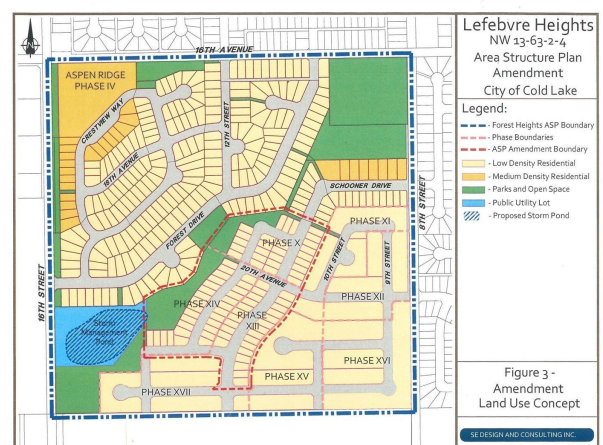 Lefebvre Heights
NW 13-63-2-4
Area Structure Plan
Amendment
City of Cold Lake
Legend:
- Forest Heights ASP Boundary
- Phase Boundaries
- ASP Amendment Boundary
- Low Density Residential
- Medium Density Residential
- Parks and Open Space
- Public Utility Lot
- Proposed Storm Pond
Figure 3 -
Amendment
Land Use Concept
SE DESIGN AND CONSULTING INC.
16TH AVENUE
ASPEN RIDGE
PHASE IV
CRESTVIEW WAY
18TH AVENUE
12TH STREET
SCHOONER DRIVE
8TH STREET
FOREST DRIVE
PHASE XI
PHASE X
10TH STREET
9TH STREET
20TH AVENUE
16TH STREET
PHASE XIV
PHASE
XIII
PHASE XII
Storm
Management
Pond
PHASE XVI
PHASE XV
PHASE XVII